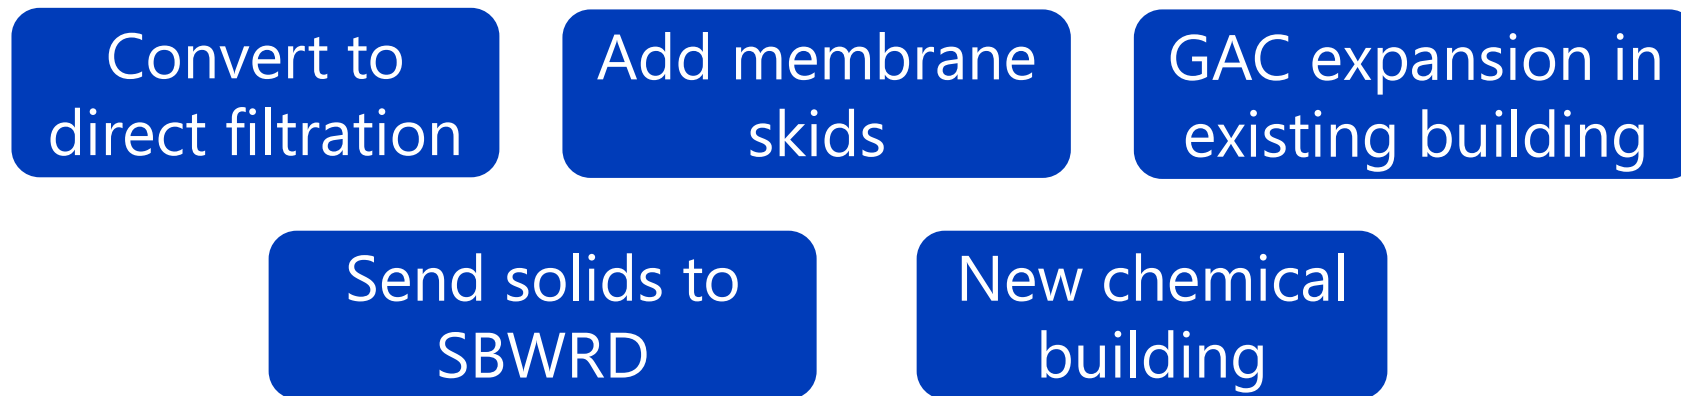 Convert to
direct filtration
Add membrane
skids
GAC expansion in
existing building
Send solids to
SBWRD
New chemical
building